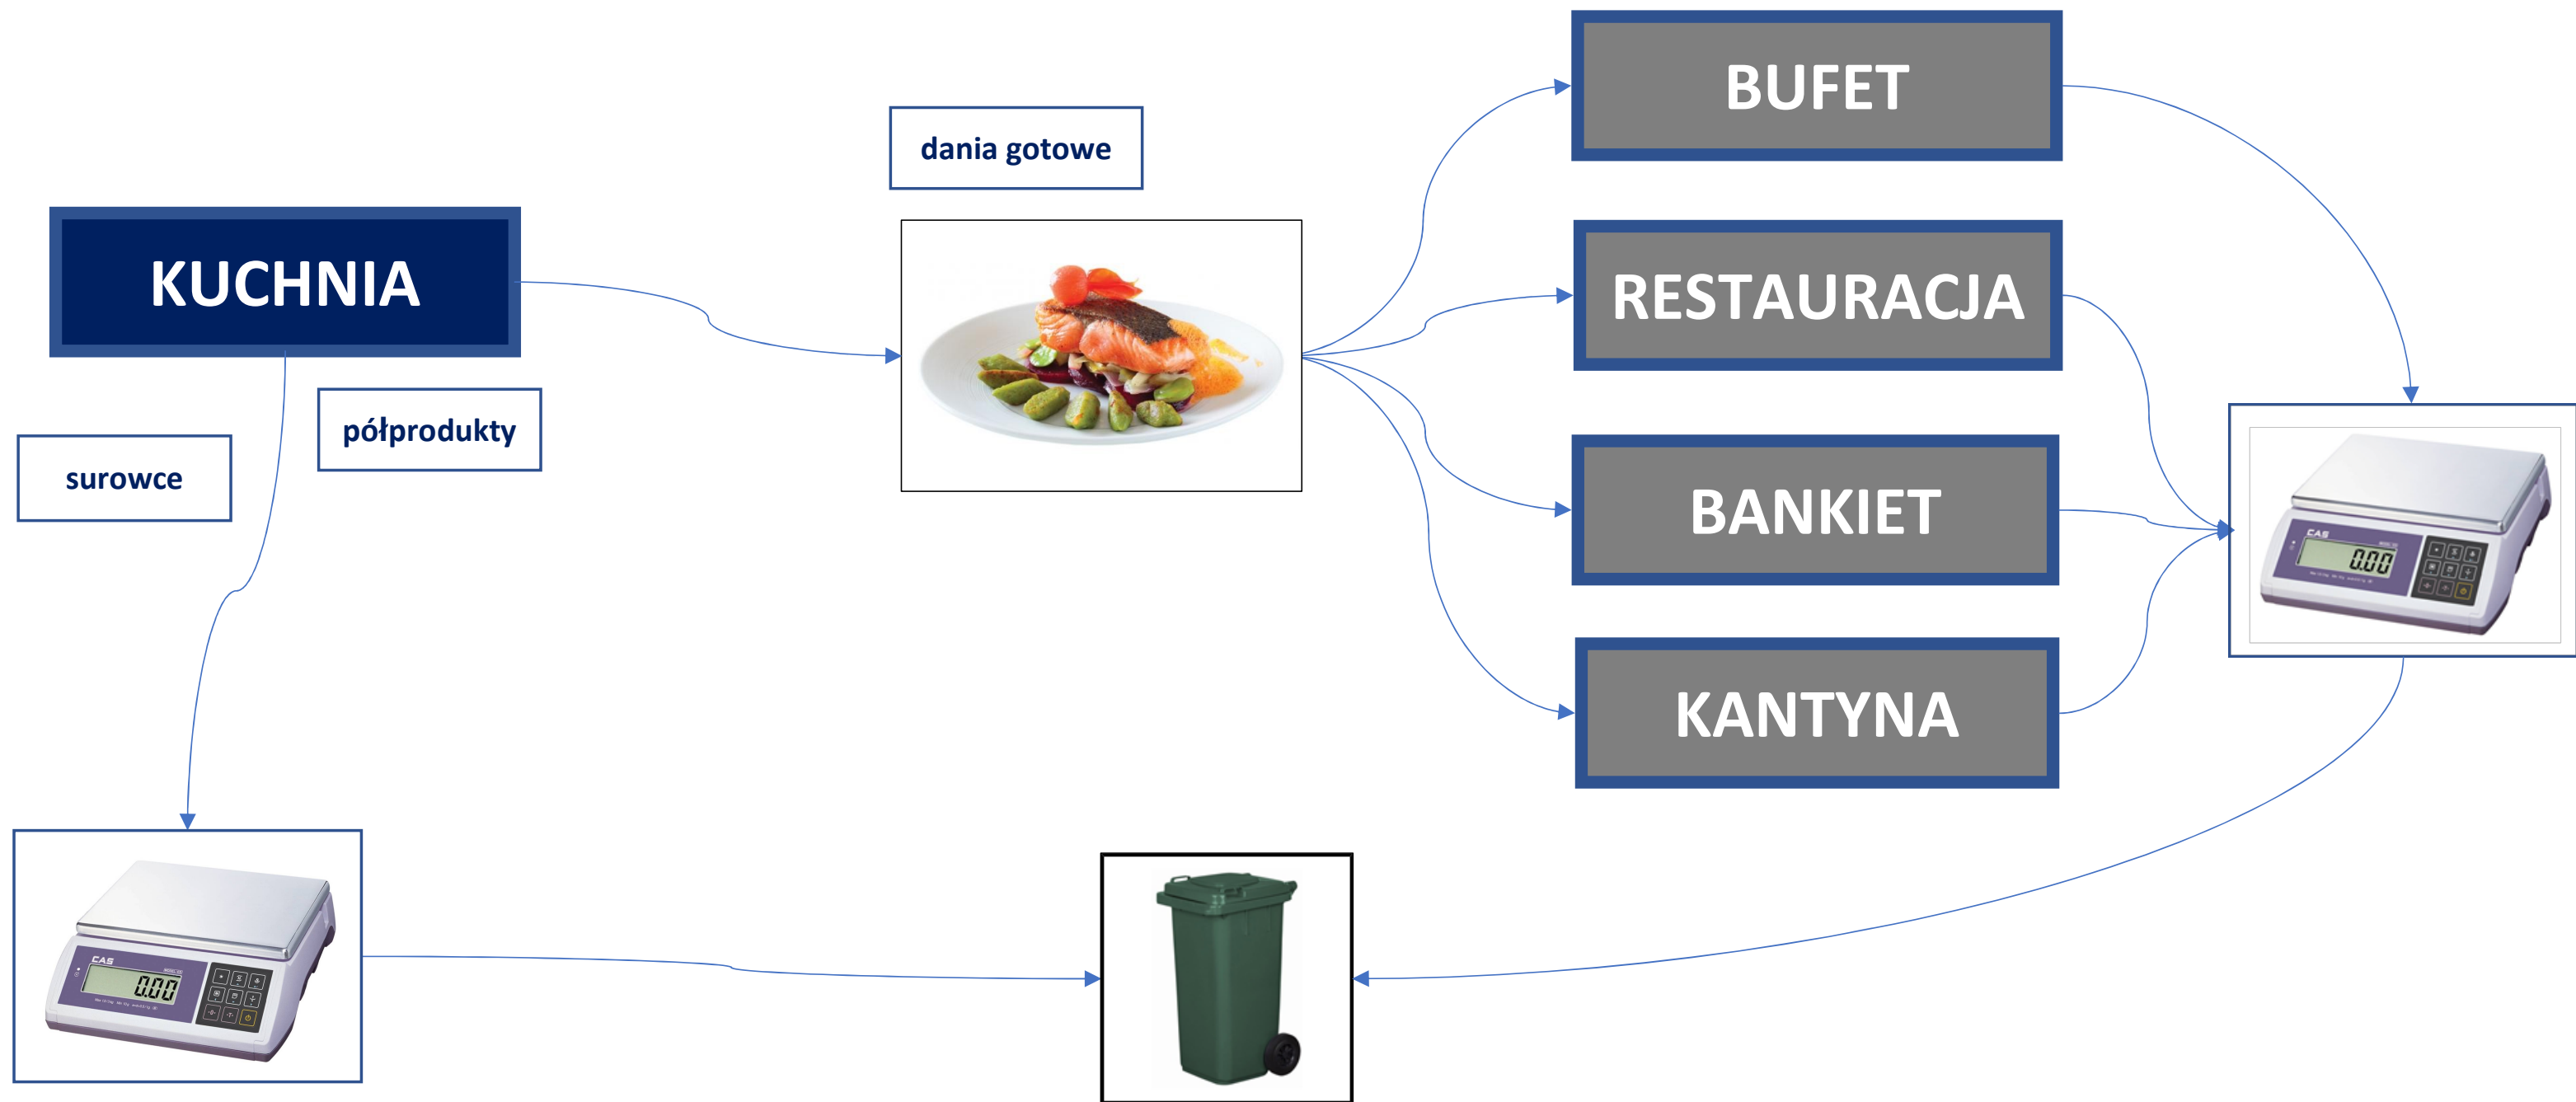 BUFET
dania gotowe
KUCHNIA
RESTAURACJA
półprodukty
surowce
BANKIET
CAS
0.00
KANTYNA
CAS
0.00